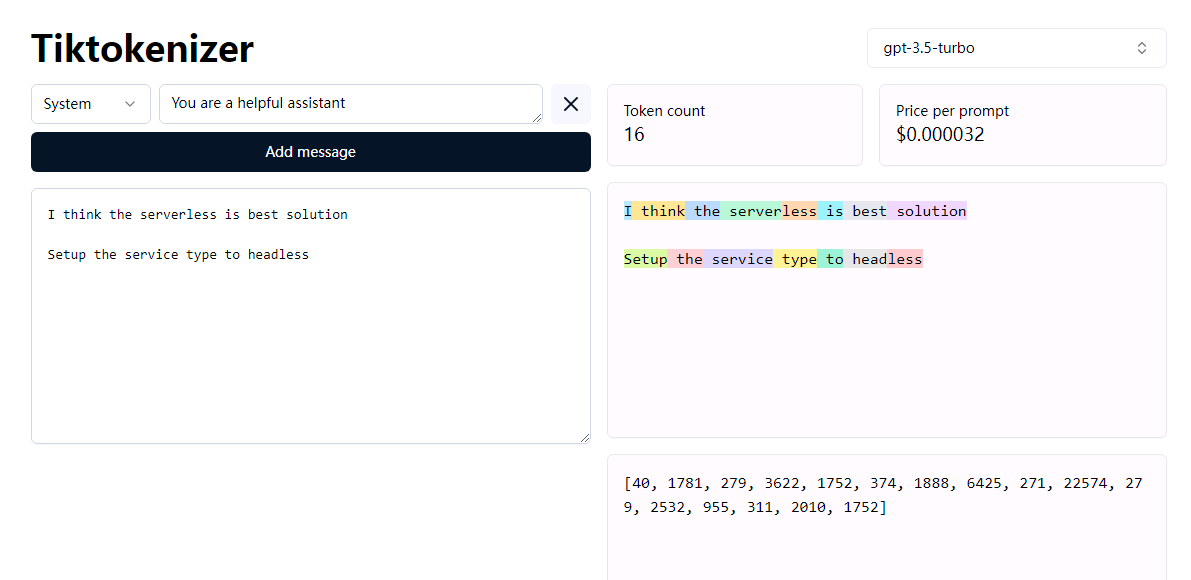 Tiktokenizer
gpt-3.5-turbo
System
You are a helpful assistant
Add message
I think the serverless is best solution
Setup the service type to headless
Token count
16
Price per prompt
$0.000032
I think the serverless is best solution
Setup the service type to headless
[40, 1781, 279, 3622, 1752, 374, 1888, 6425, 271, 22574, 27
9, 2532, 955, 311, 2010, 1752]